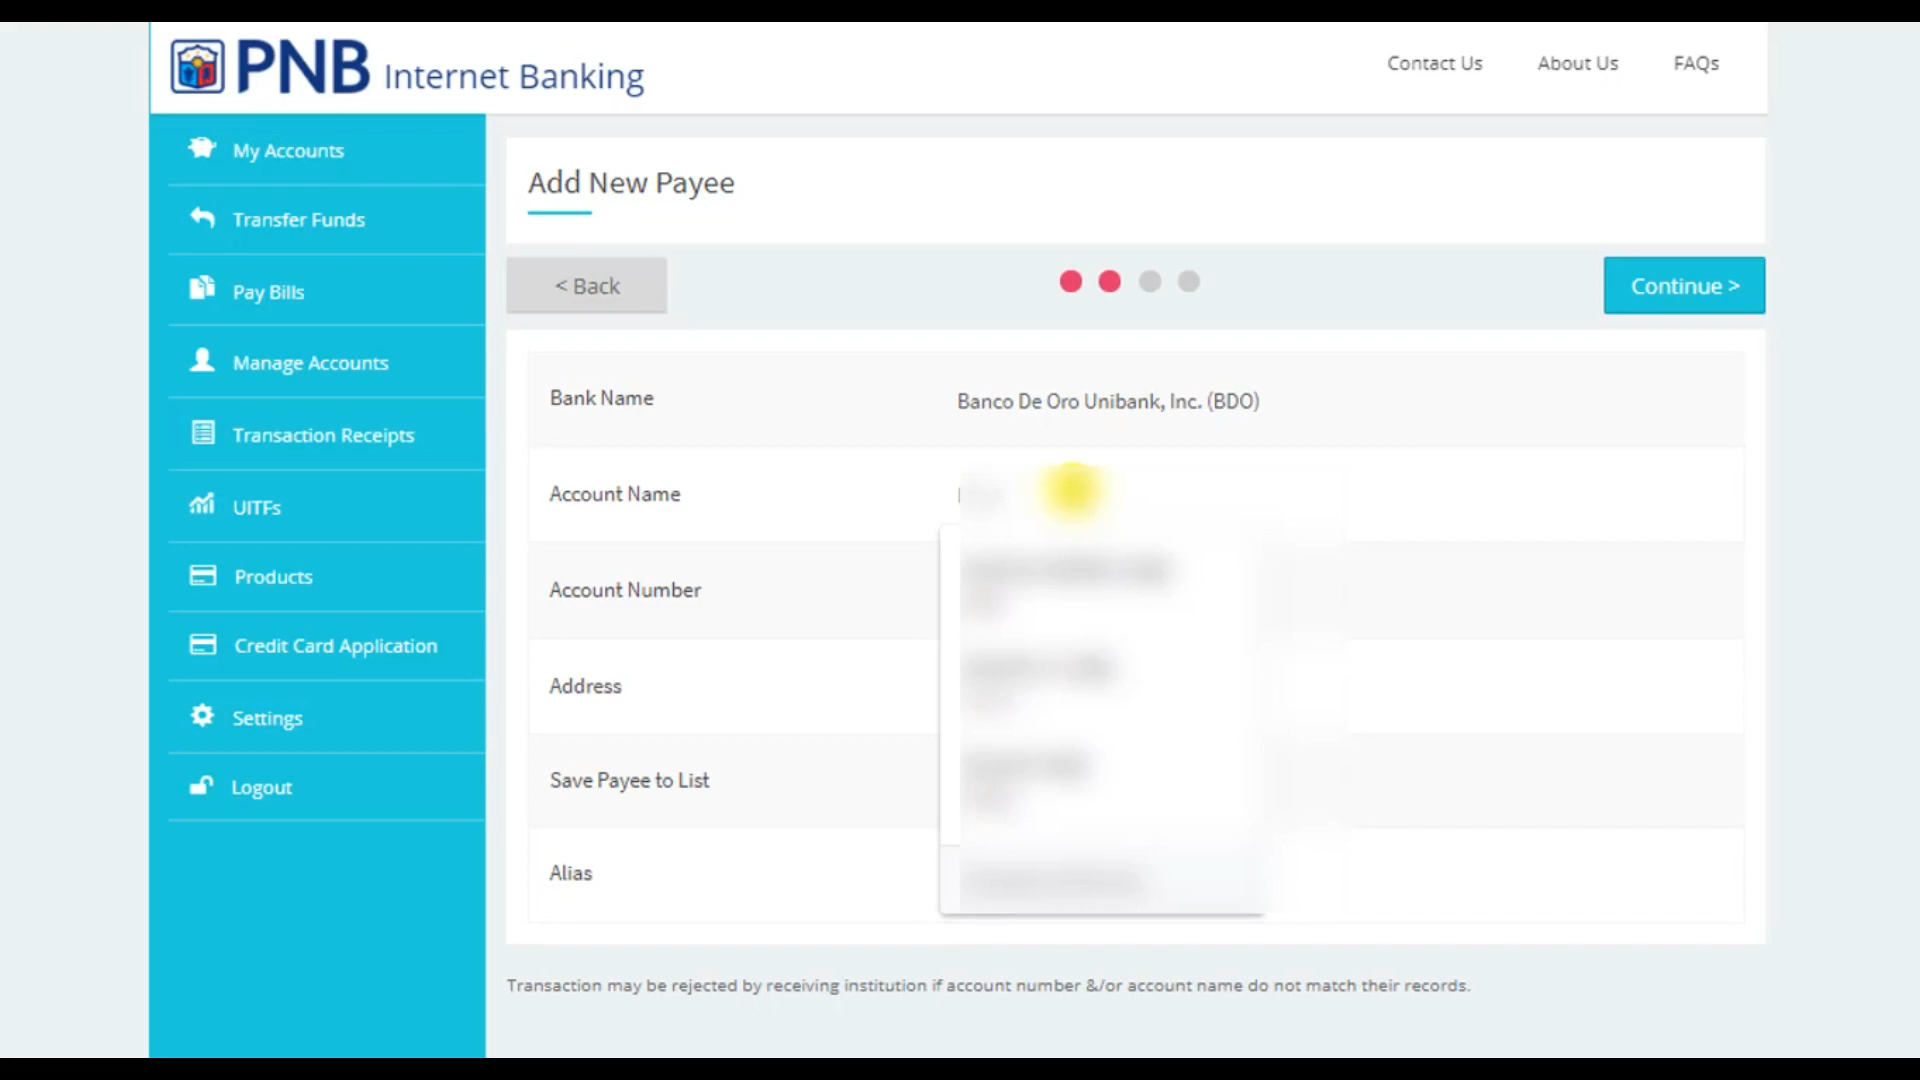 PNB Internet Banking
Contact Us
About Us
FAQs
My Accounts
Transfer Funds
Pay Bills
Manage Accounts
Transaction Receipts
UITFs
Products
Credit Card Application
Settings
Logout
Add New Payee
< Back
Continue >
Bank Name
Banco De Oro Unibank, Inc. (BDO)
Account Name
Account Number
Address
Save Payee to List
Alias
Transaction may be rejected by receiving institution if account number &/or account name do not match their records.